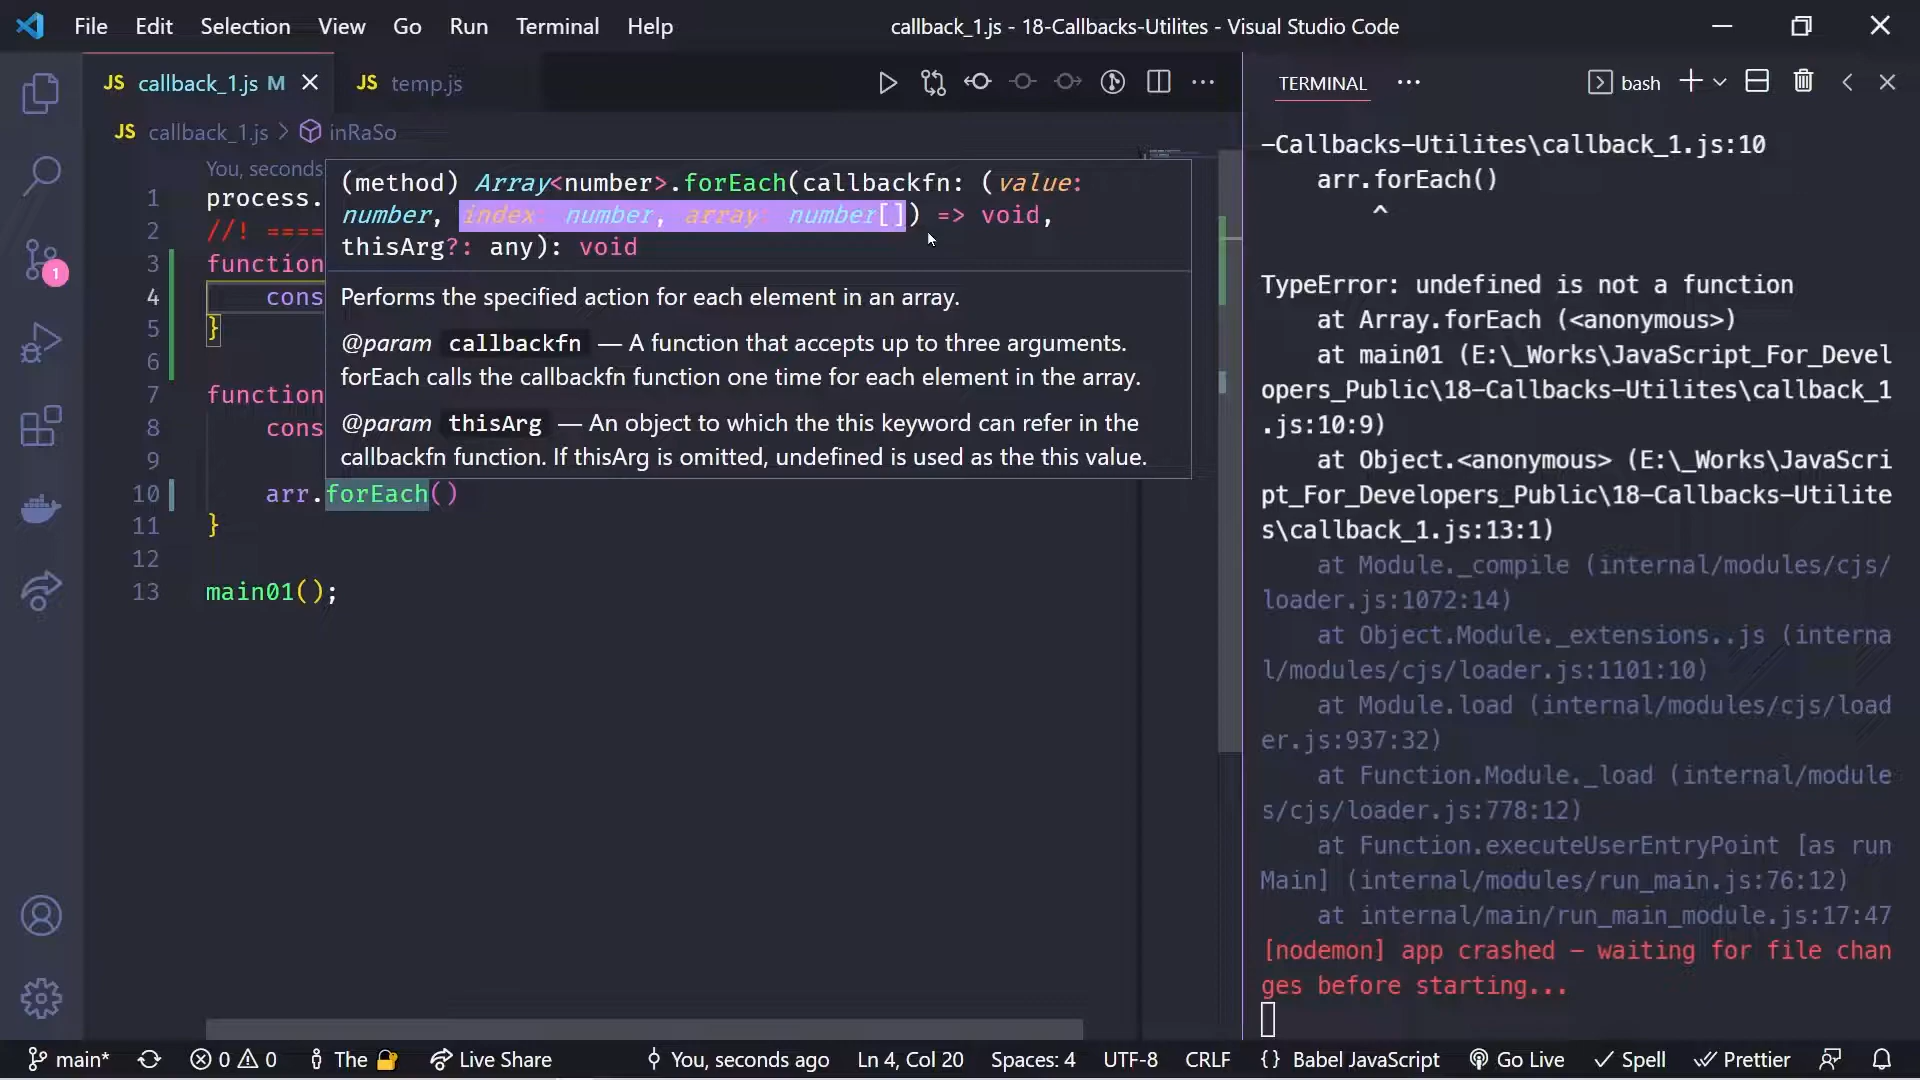 File Edit Selection View Go Run Terminal Help callback_1.js - 18-Callbacks-Utilites - Visual Studio Code
JS callback_1.js M JS temp.js
JS callback_1.js > inRaSo
You, seconds
1 process.
2 //! ====
3 function
4 cons
5 }
6
7 function
8 cons
9
10 arr.forEach()
11 }
12
13 main01();
(method) Array<number>.forEach(callbackfn: (value:
number, index: number, array: number[]) => void,
thisArg?: any): void
Performs the specified action for each element in an array.
@param callbackfn — A function that accepts up to three arguments.
forEach calls the callbackfn function one time for each element in the array.
@param thisArg — An object to which the this keyword can refer in the
callbackfn function. If thisArg is omitted, undefined is used as the this value.
1
TERMINAL ··· bash
-Callbacks-Utilites\callback_1.js:10
arr.forEach()
^
TypeError: undefined is not a function
at Array.forEach (<anonymous>)
at main01 (E:\_Works\JavaScript_For_Devel
opers_Public\18-Callbacks-Utilites\callback_1
.js:10:9)
at Object.<anonymous> (E:\_Works\JavaScri
pt_For_Developers_Public\18-Callbacks-Utilite
s\callback_1.js:13:1)
at Module._compile (internal/modules/cjs/
loader.js:1072:14)
at Object.Module._extensions..js (interna
l/modules/cjs/loader.js:1101:10)
at Module.load (internal/modules/cjs/load
er.js:937:32)
at Function.Module._load (internal/module
s/cjs/loader.js:778:12)
at Function.executeUserEntryPoint [as run
Main] (internal/modules/run_main.js:76:12)
at internal/main/run_main_module.js:17:47
[nodemon] app crashed - waiting for file chan
ges before starting...
main* 0 0 The Live Share You, seconds ago Ln 4, Col 20 Spaces: 4 UTF-8 CRLF {} Babel JavaScript Go Live Spell Prettier